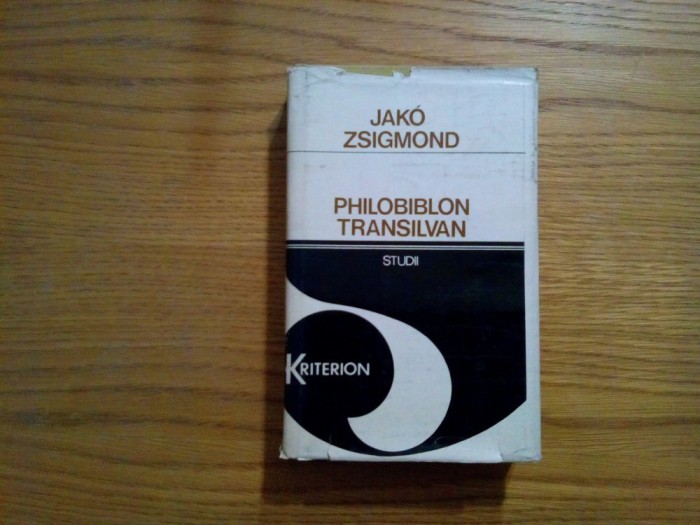 JAKÓ
ZSIGMOND
PHILOBIBLON
TRANSILVAN
STUDII
KRITERION